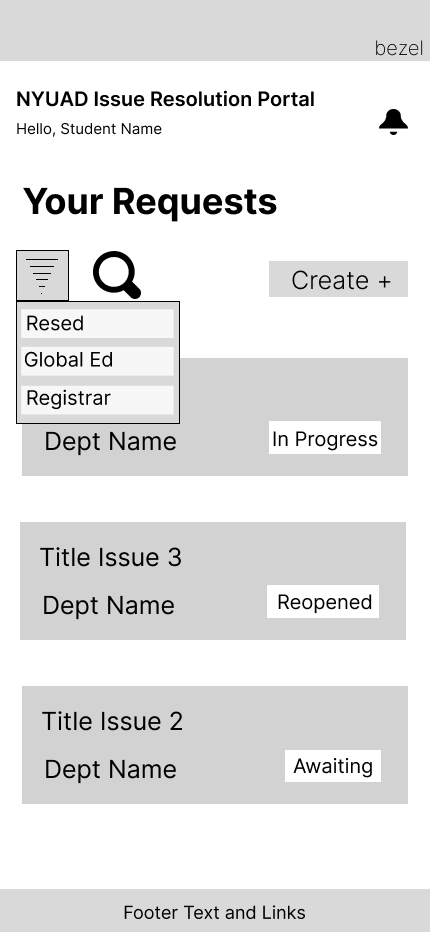 bezel
NYUAD Issue Resolution Portal
Hello, Student Name
Your Requests
Create +
Resed
Global Ed
Registrar
Dept Name
In Progress
Title Issue 3
Dept Name
Reopened
Title Issue 2
Dept Name
Awaiting
Footer Text and Links